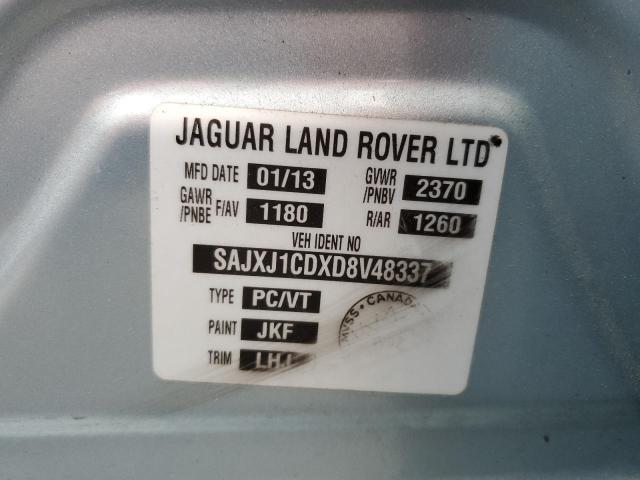 JAGUAR LAND ROVER LTD
MFD DATE 01/13 GVWR /PNBV 2370
GAWR /PNBE F/AV 1180 R/AR 1260
VEH IDENT NO
SAJXJ1CDXD8V48337
TYPE PC/VT
PAINT JKF CANADA
TRIM